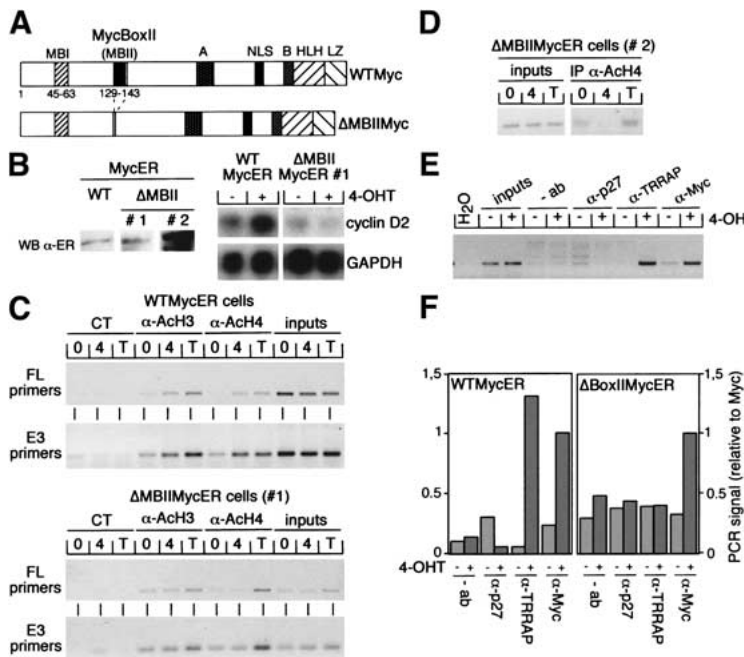 A
MycBoxII
MBI (MBII) A NLS B HLH LZ
WTMyc
1 45-63 129-143
ΔMBIIMyc
B
MycER
WT ΔMBII
# 1 # 2
WB α-ER
WT MycER ΔMBII MycER #1
- + - + 4-OHT
cyclin D2
GAPDH
C
WTMycER cells
CT α-AcH3 α-AcH4 inputs
0 4 T 0 4 T 0 4 T 0 4 T
FL primers
E3 primers
ΔMBIIMycER cells (#1)
CT α-AcH3 α-AcH4 inputs
0 4 T 0 4 T 0 4 T 0 4 T
FL primers
E3 primers
D
ΔMBIIMycER cells (# 2)
inputs IP α-AcH4
0 4 T 0 4 T
E
H2O inputs - ab α-p27 α-TRRAP α-Myc
- + - + - + - + - + 4-OH
F
1,5 WTMycER ΔBoxIIMycER 1,5
1 1
0.5 0.5
0 0
PCR signal (relative to Myc)
4-OHT - + - + - + - + - + - + - + - +
- ab α-p27 α-TRRAP α-Myc - ab α-p27 α-TRRAP α-Myc